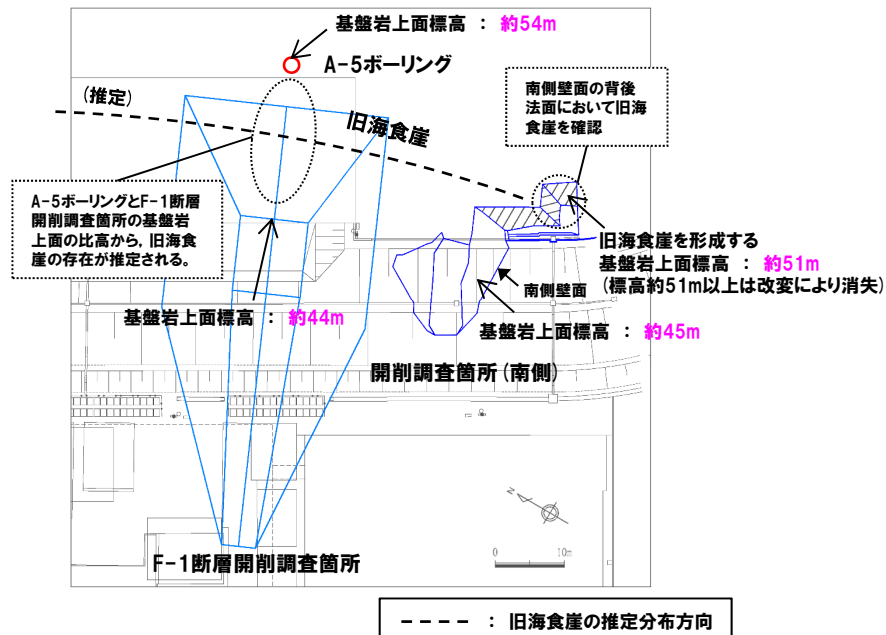 基盤岩上面標高 ： 約54m
A-5ボーリング
(推定)
旧海食崖
南側壁面の背後
法面において旧海
食崖を確認
A-5ボーリングとF-1断層
開削調査箇所の基盤岩
上面の比高から，旧海食
崖の存在が推定される。
旧海食崖を形成する
基盤岩上面標高 ： 約51m
(標高約51m以上は改変により消失)
南側壁面
基盤岩上面標高 ： 約44m
基盤岩上面標高 ： 約45m
開削調査箇所(南側)
N
F-1断層開削調査箇所
0 10m
： 旧海食崖の推定分布方向